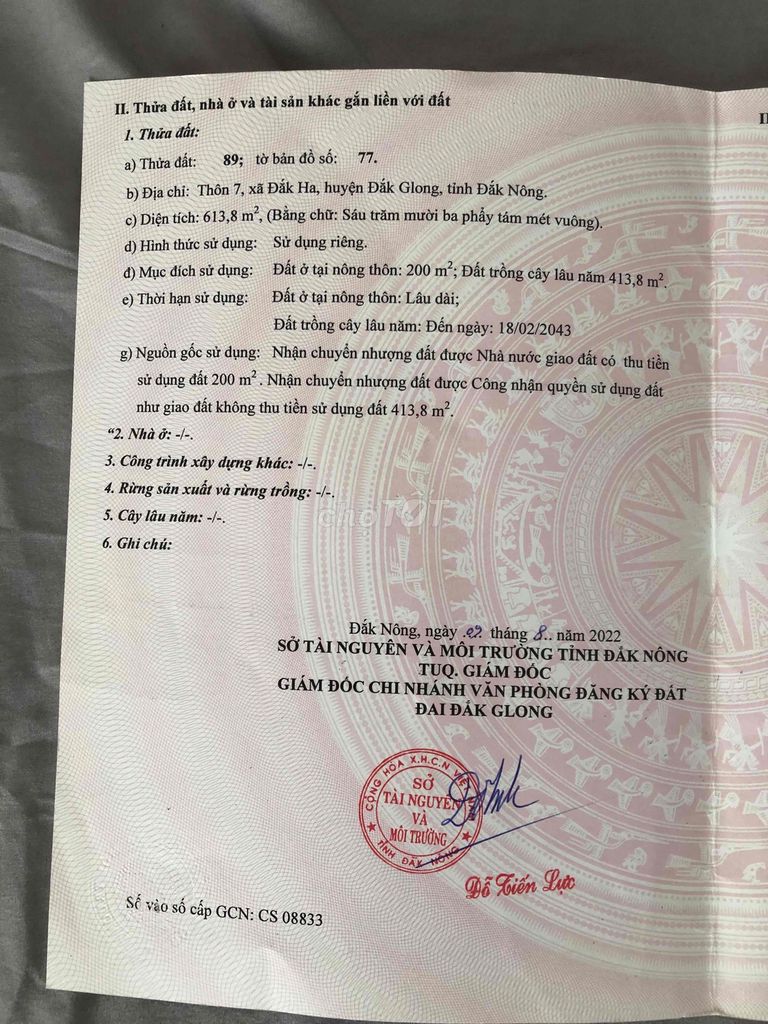 II. Thửa đất, nhà ở và tài sản khác gắn liền với đất
1. Thửa đất:
a) Thửa đất: 89; tờ bản đồ số: 77.
b) Địa chỉ: Thôn 7, xã Đắk Ha, huyện Đắk Glong, tỉnh Đắk Nông.
c) Diện tích: 613,8 m², (Bằng chữ: Sáu trăm mười ba phẩy tám mét vuông).
d) Hình thức sử dụng: Sử dụng riêng.
đ) Mục đích sử dụng: Đất ở tại nông thôn: 200 m²; Đất trồng cây lâu năm 413,8 m².
e) Thời hạn sử dụng: Đất ở tại nông thôn: Lâu dài;
Đất trồng cây lâu năm: Đến ngày: 18/02/2043
g) Nguồn gốc sử dụng: Nhận chuyển nhượng đất được Nhà nước giao đất có thu tiền
sử dụng đất 200 m². Nhận chuyển nhượng đất được Công nhận quyền sử dụng đất
như giao đất không thu tiền sử dụng đất 413,8 m².
“2. Nhà ở: -/-.
3. Công trình xây dựng khác: -/-.
4. Rừng sản xuất và rừng trồng: -/-.
5. Cây lâu năm: -/-.
6. Ghi chú:
chợTỐT
Đắk Nông, ngày 09 tháng 8.. năm 2022
SỞ TÀI NGUYÊN VÀ MÔI TRƯỜNG TỈNH ĐẮK NÔNG
TUQ. GIÁM ĐỐC
GIÁM ĐỐC CHI NHÁNH VĂN PHÒNG ĐĂNG KÝ ĐẤT
ĐAI ĐẮK GLONG
CỘNG HÒA X.H.C.N VIỆT
SỞ
TÀI NGUYÊN
VÀ
MÔI TRƯỜNG
TỈNH ĐẮK NÔNG
Đỗ Tiến Lực
Số vào sổ cấp GCN: CS 08833